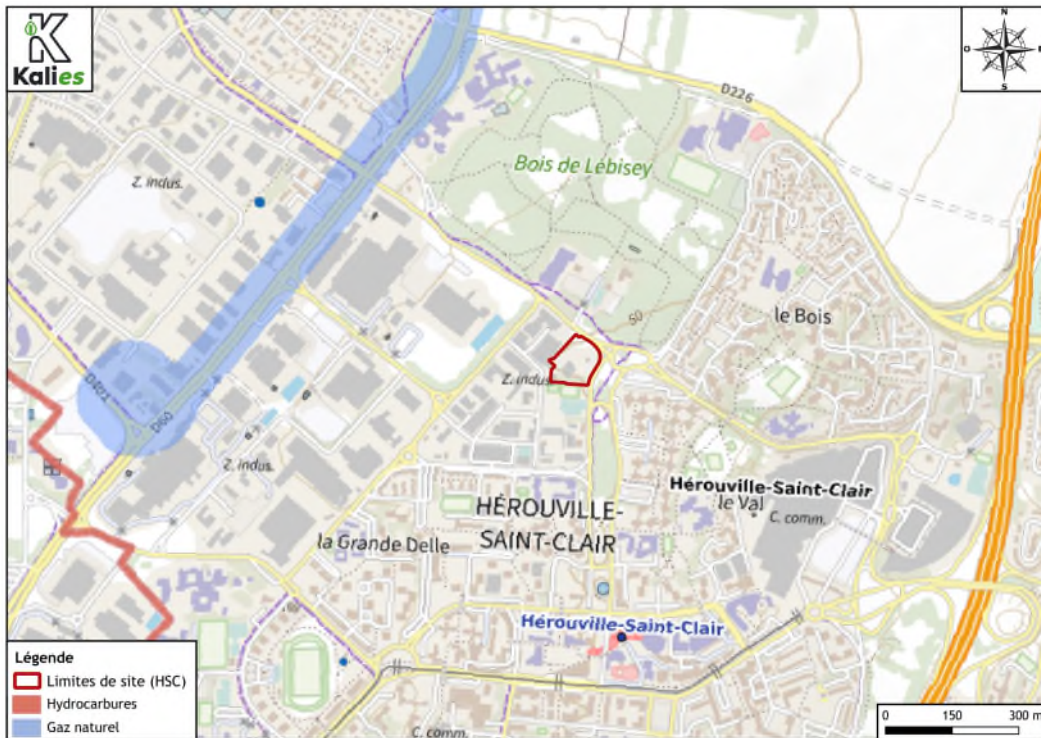 Kalies
N
O
E
S
D226
Bois de Lébisey
Z. indus.
50
le Bois
D401
D60
Z. indus.
Z. indus.
Hérouville-Saint-Clair
le Val
C. comm.
HÉROUVILLE-
SAINT-CLAIR
la Grande Delle
Hérouville-Saint-Clair
C. comm.
Légende
Limites de site (HSC)
Hydrocarbures
Gaz naturel
0 150 300 m